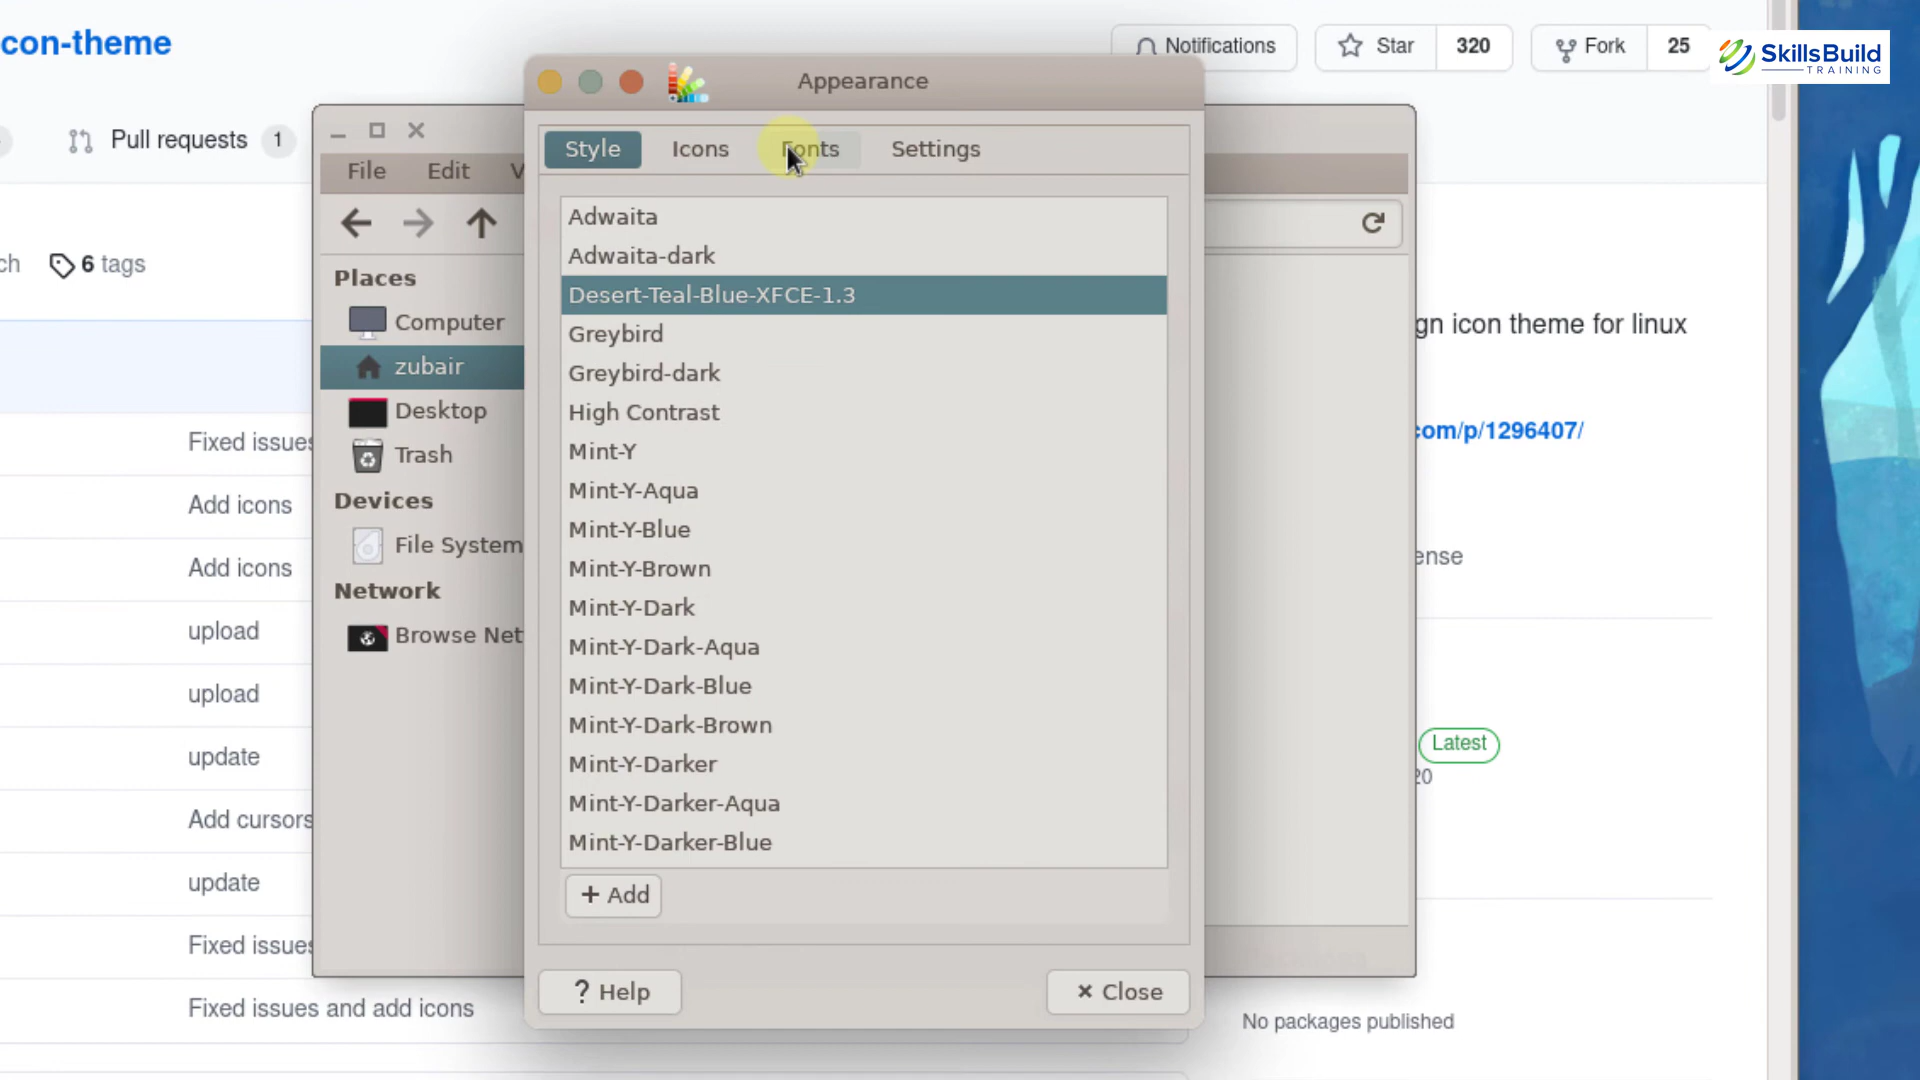 con-theme
Notifications
Star 320
Fork 25
SkillsBuild
TRAINING
Pull requests 1
ch 6 tags
Fixed issues
Add icons
Add icons
upload
upload
update
Add cursors
update
Fixed issues
Fixed issues and add icons
File Edit V
Places
Computer
zubair
Desktop
Trash
Devices
File System
Network
Browse Net
Appearance
Style Icons Fonts Settings
Adwaita
Adwaita-dark
Desert-Teal-Blue-XFCE-1.3
Greybird
Greybird-dark
High Contrast
Mint-Y
Mint-Y-Aqua
Mint-Y-Blue
Mint-Y-Brown
Mint-Y-Dark
Mint-Y-Dark-Aqua
Mint-Y-Dark-Blue
Mint-Y-Dark-Brown
Mint-Y-Darker
Mint-Y-Darker-Aqua
Mint-Y-Darker-Blue
+ Add
? Help
× Close
gn icon theme for linux
com/p/1296407/
ense
Latest
20
No packages published